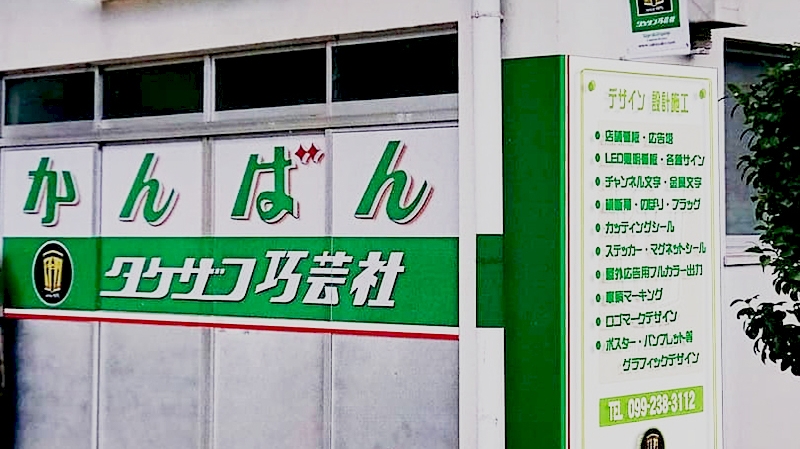 かんばん
タケザコ巧芸社
デザイン 設計施工
● 店舗看板・広告塔
● LED照明看板・各種サイン
● チャンネル文字・金属文字
● 横断幕・のぼり・フラッグ
● カッティングシール
● ステッカー・マグネットシール
● 屋外広告用フルカラー出力
● 車輌マーキング
● ロゴマークデザイン
● ポスター・パンフレット等
グラフィックデザイン
TEL 099-238-3112